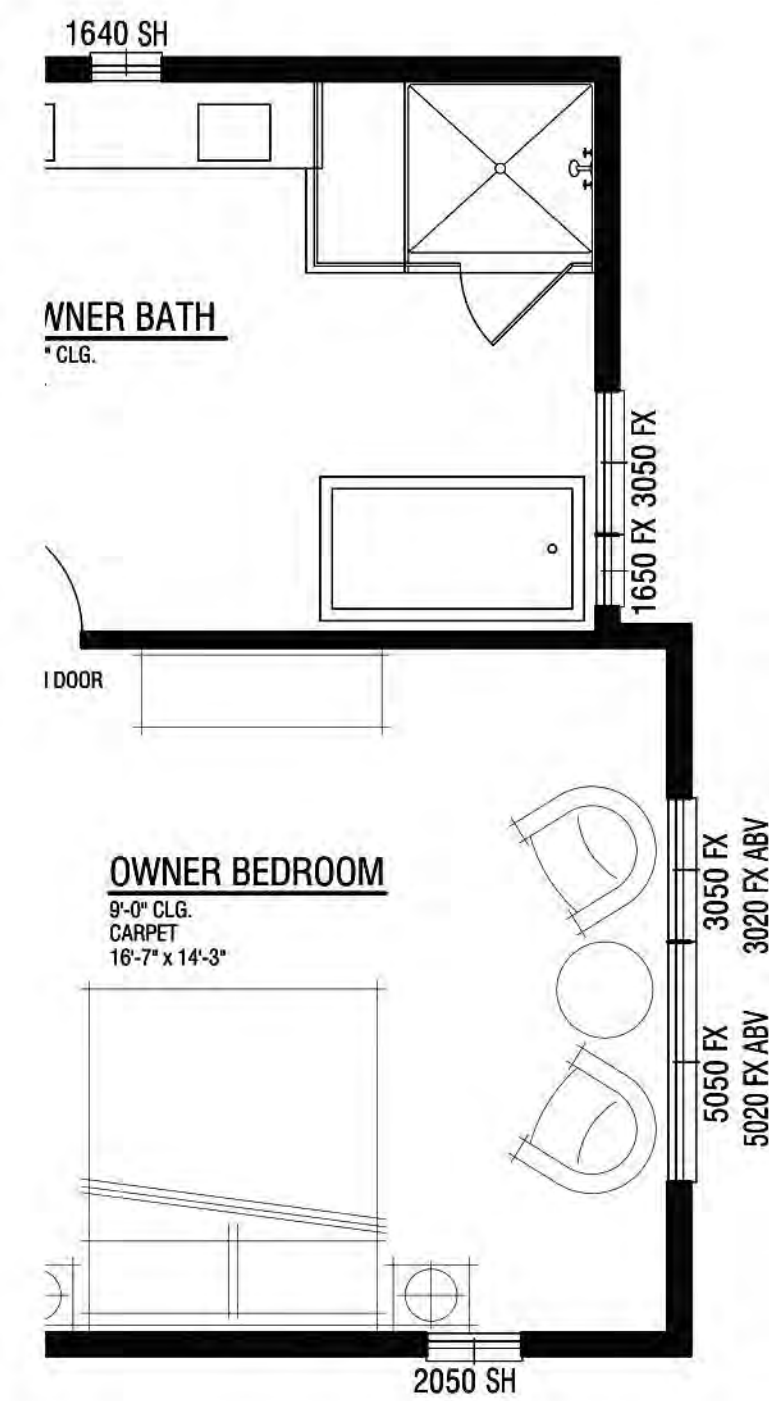 1640 SH
WNER BATH
" CLG.
3050 FX
1650 FX
I DOOR
OWNER BEDROOM
9'-0" CLG.
CARPET
16'-7" x 14'-3"
3050 FX
3020 FX ABV
5050 FX
5020 FX ABV
2050 SH